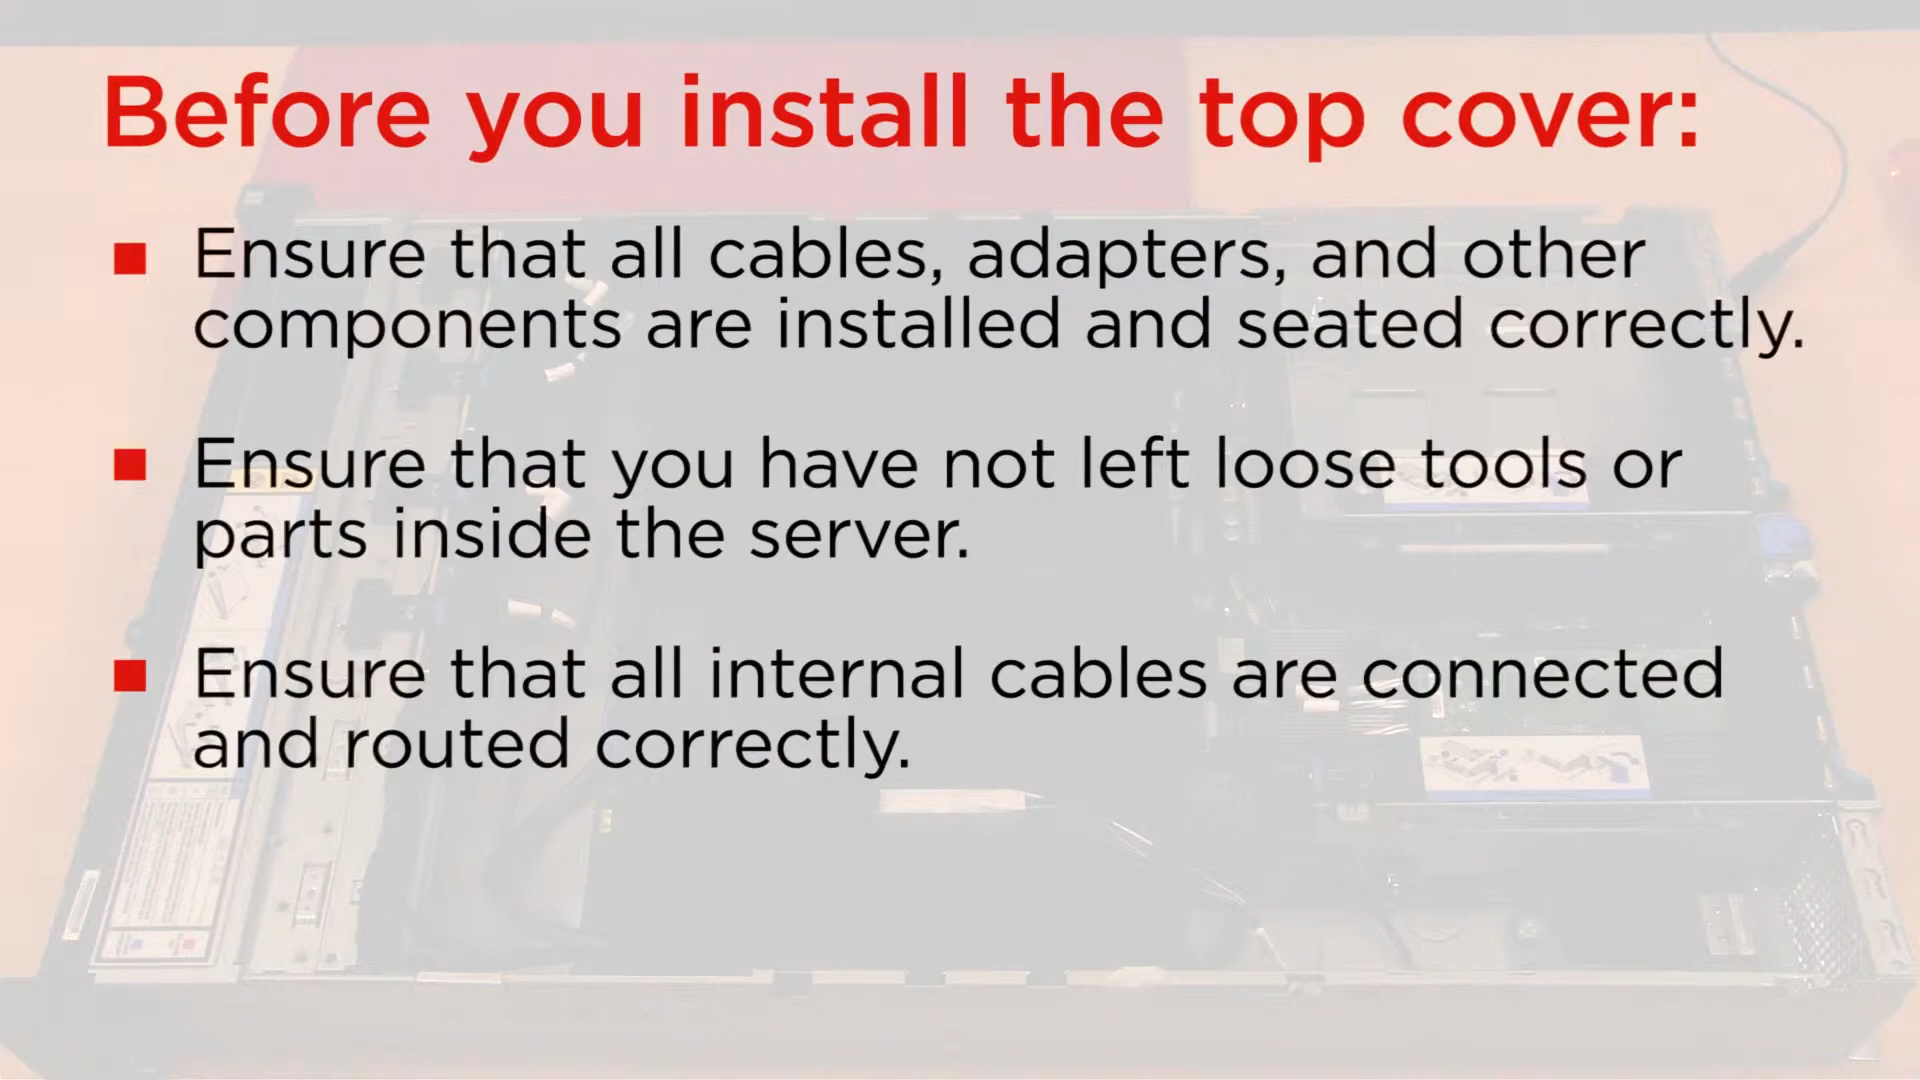 Before you install the top cover:
Ensure that all cables, adapters, and other
components are installed and seated correctly.
Ensure that you have not left loose tools or
parts inside the server.
Ensure that all internal cables are connected
and routed correctly.